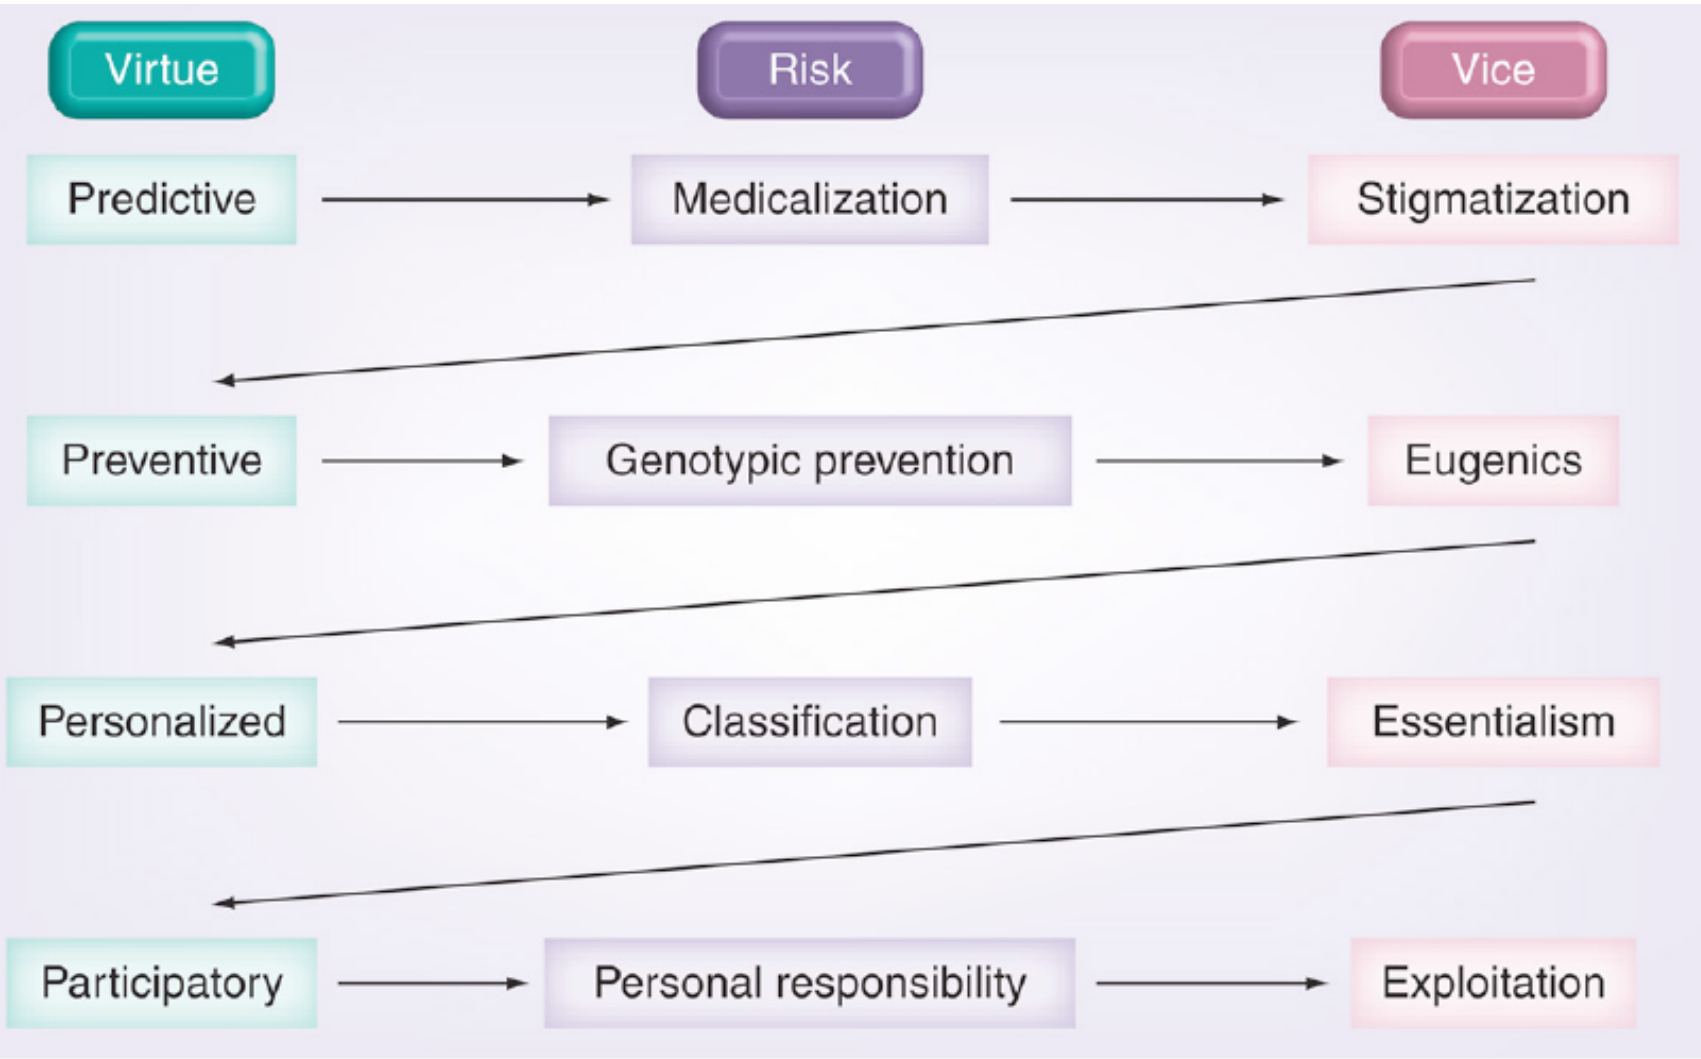 Virtue
Risk
Vice
Predictive
Medicalization
Stigmatization
Preventive
Genotypic prevention
Eugenics
Personalized
Classification
Essentialism
Participatory
Personal responsibility
Exploitation